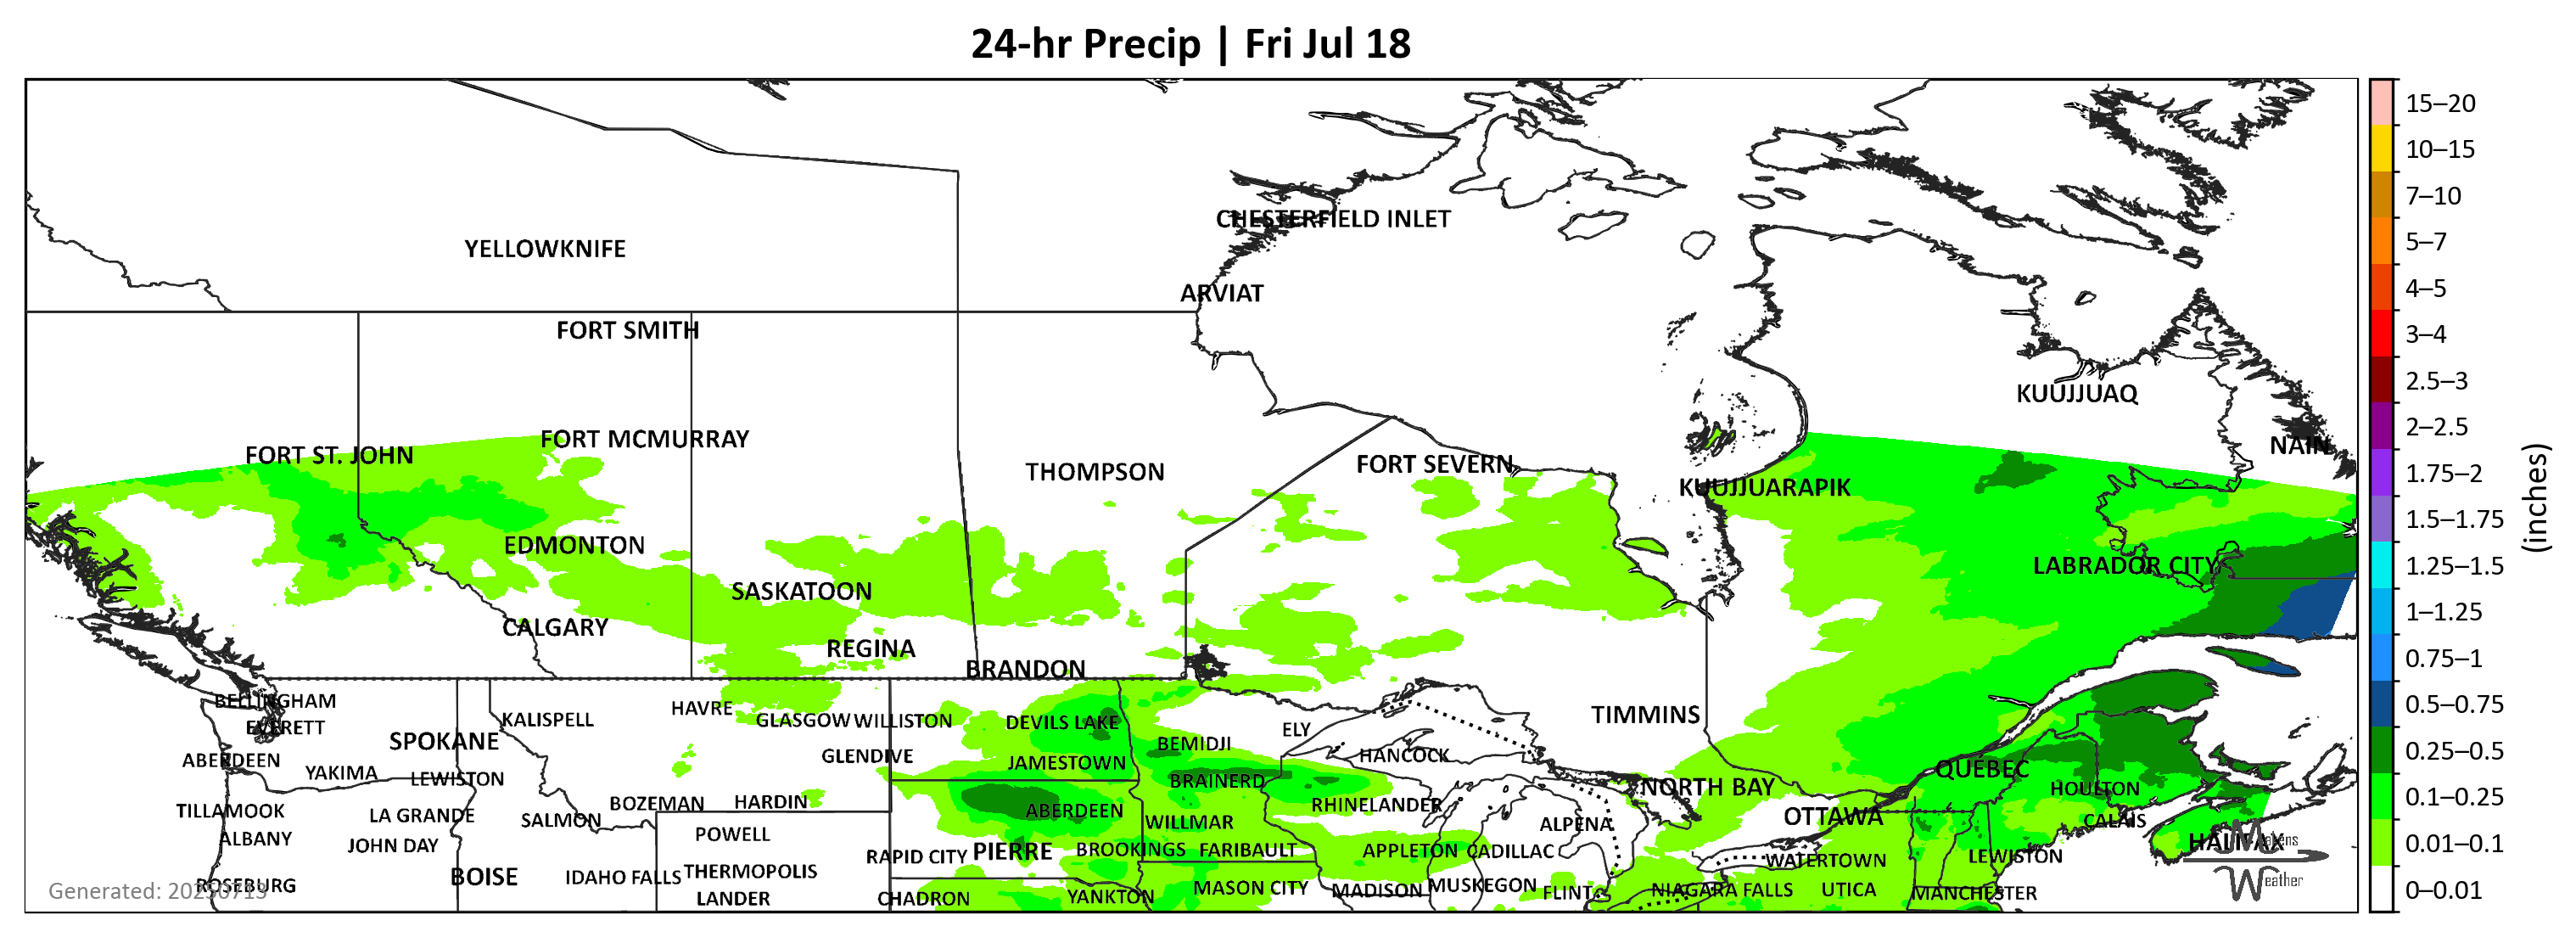 24-hr Precip | Fri Jul 18
YELLOWKNIFE
CHESTERFIELD INLET
ARVIAT
FORT SMITH
KUUJJUAQ
FORT MCMURRAY
NAIN
FORT ST. JOHN
THOMPSON
FORT SEVERN
KUUJJUARAPIK
EDMONTON
LABRADOR CITY
SASKATOON
CALGARY
REGINA
BRANDON
BELLINGHAM
KALISPELL
HAVRE
GLASGOW
WILLISTON
DEVILS LAKE
TIMMINS
EVERETT
ELY
SPOKANE
BEMIDJI
ABERDEEN
GLENDIVE
JAMESTOWN
HANCOCK
QUÉBEC
YAKIMA
LEWISTON
BRAINERD
NORTH BAY
HOULTON
BOZEMAN
HARDIN
RHINELANDER
TILLAMOOK
LA GRANDE
SALMON
ABERDEEN
WILLMAR
ALPENA
OTTAWA
CALAIS
ALBANY
JOHN DAY
POWELL
HALIFAX
RAPID CITY
PIERRE
BROOKINGS
FARIBAULT
APPLETON
CADILLAC
WATERTOWN
LEWISTON
BOISE
IDAHO FALLS
THERMOPOLIS
ROSEBURG
LANDER
CHADRON
YANKTON
MASON CITY
MADISON
MUSKEGON
FLINT
NIAGARA FALLS
UTICA
MANCHESTER
Generated: 20250713
Weather
15–20
10–15
7–10
5–7
4–5
3–4
2.5–3
2–2.5
1.75–2
1.5–1.75
1.25–1.5
1–1.25
0.75–1
0.5–0.75
0.25–0.5
0.1–0.25
0.01–0.1
0–0.01
(inches)